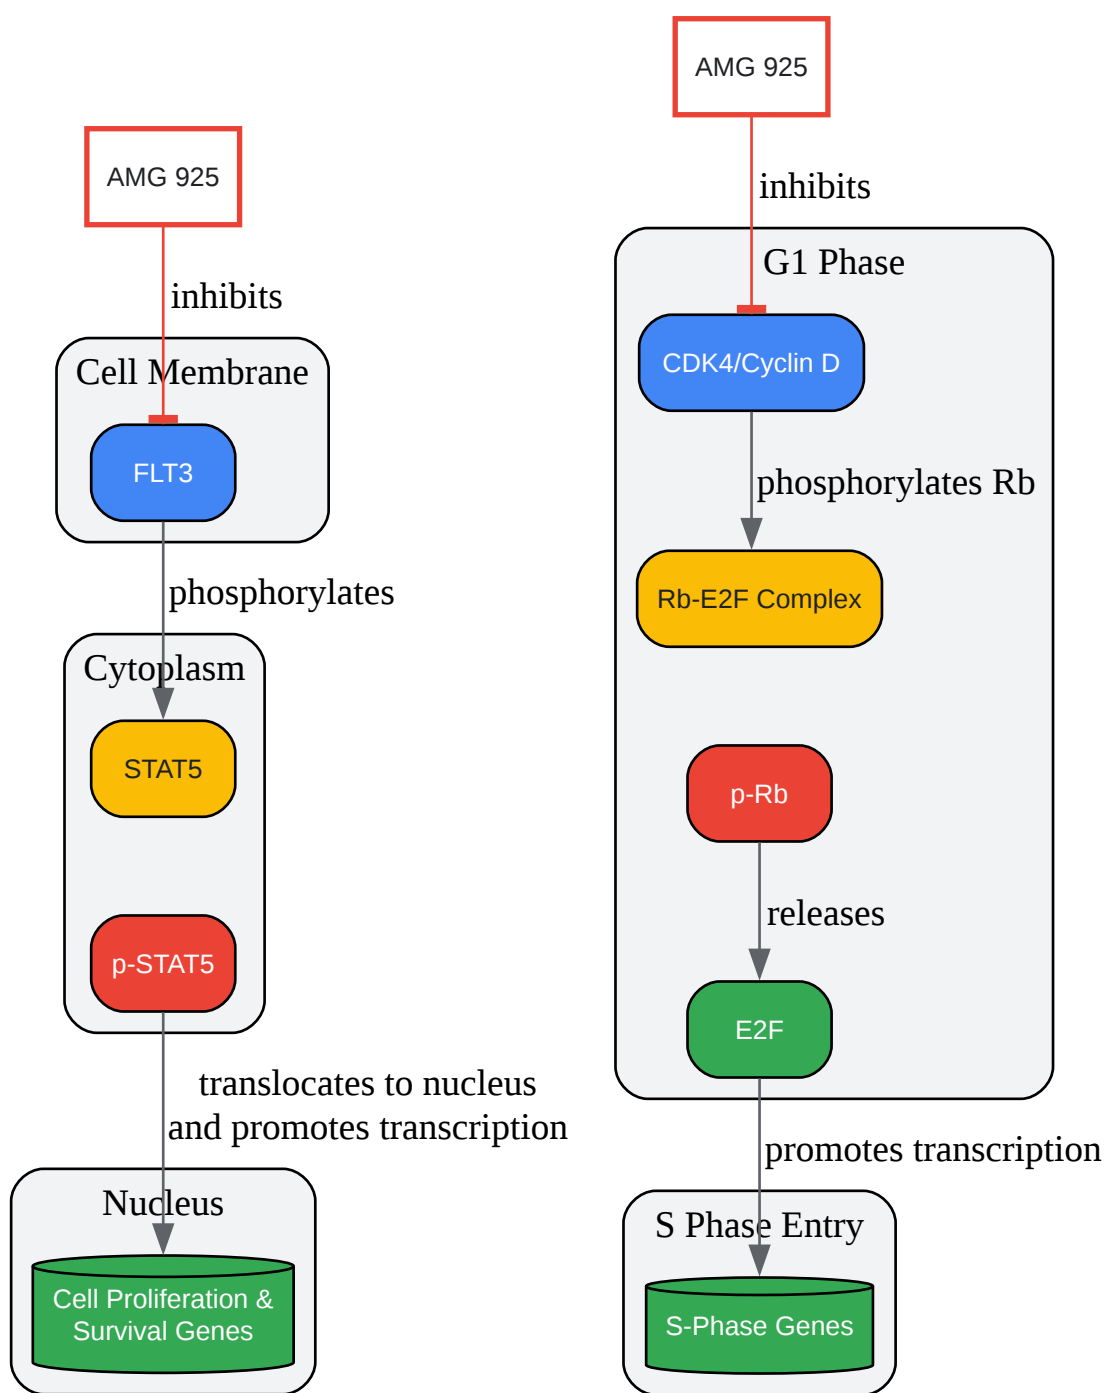 AMG 925
inhibits
Cell Membrane
FLT3
phosphorylates
Cytoplasm
STAT5
p-STAT5
translocates to nucleus
and promotes transcription
Nucleus
Cell Proliferation &
Survival Genes
AMG 925
inhibits
G1 Phase
CDK4/Cyclin D
phosphorylates Rb
Rb-E2F Complex
p-Rb
releases
E2F
promotes transcription
S Phase Entry
S-Phase Genes